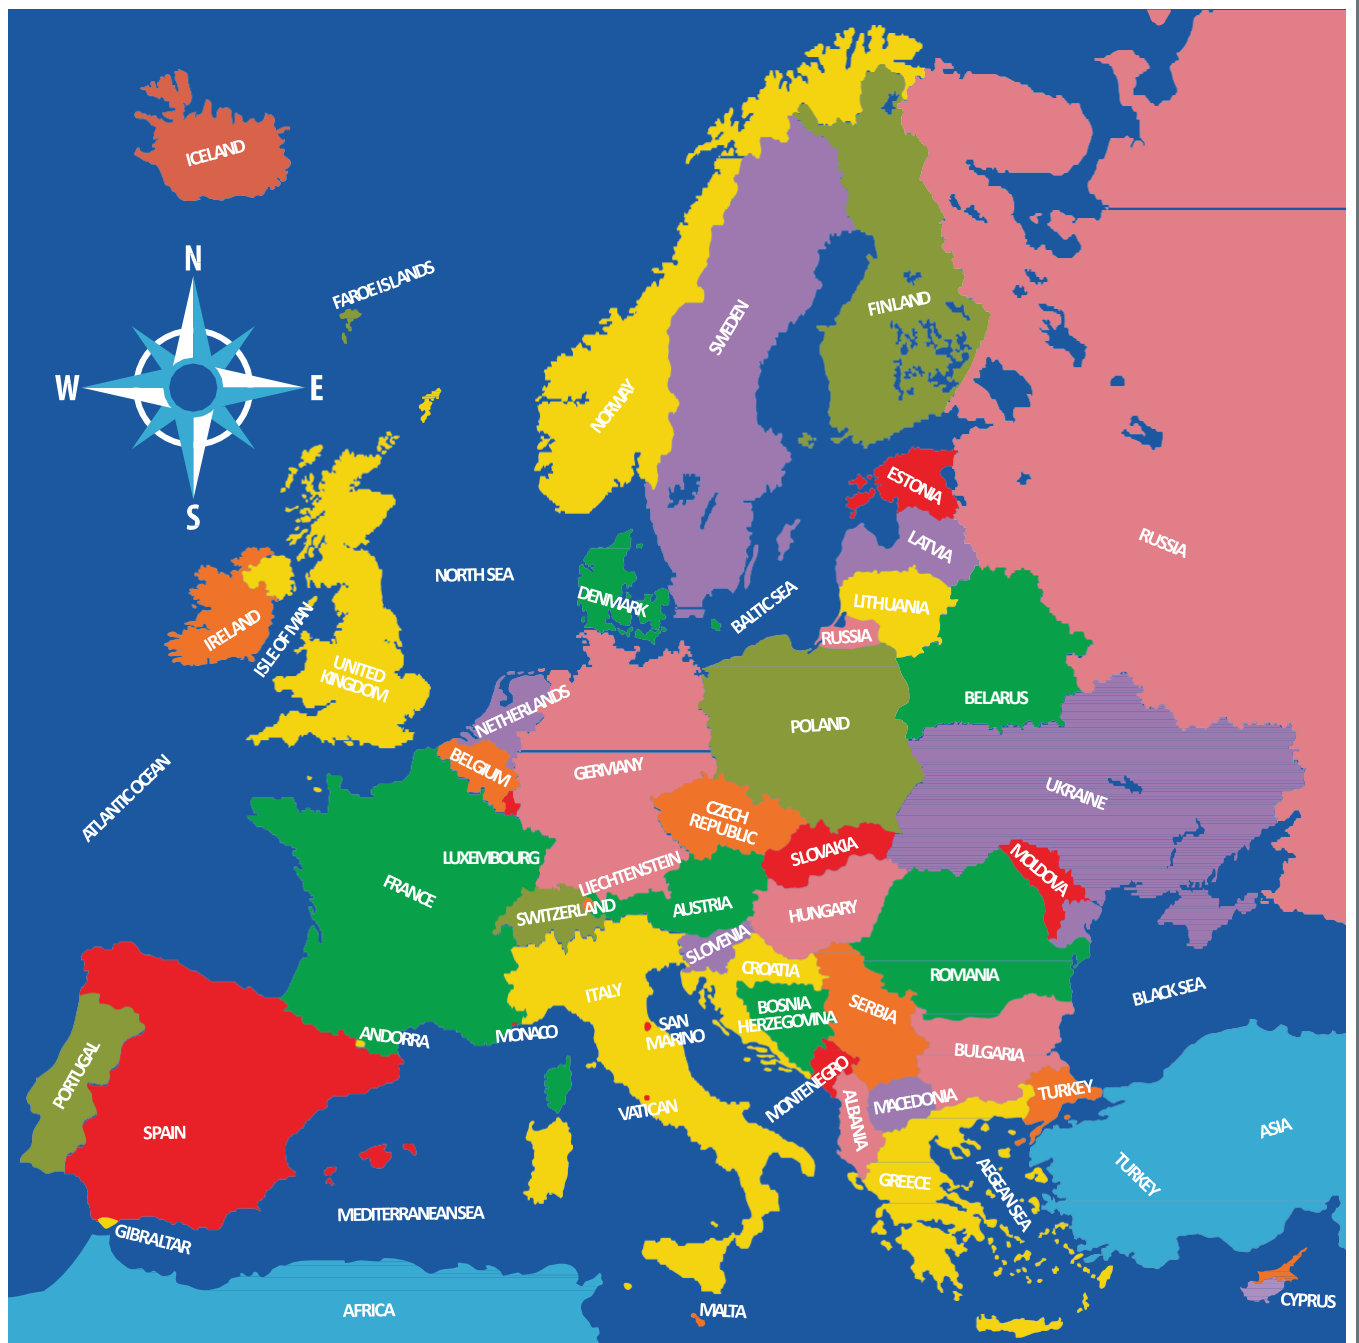 ICELAND
N
FAROE ISLANDS
W
E
S
FINLAND
SWEDEN
NORWAY
ESTONIA
RUSSIA
LATVIA
NORTH SEA
DENMARK
BALTIC SEA
LITHUANIA
RUSSIA
IRELAND
ISLE OF MAN
UNITED
KINGDOM
NETHERLANDS
BELARUS
POLAND
BELGIUM
GERMANY
ATLANTIC OCEAN
UKRAINE
CZECH
REPUBLIC
SLOVAKIA
MOLDOVA
LUXEMBOURG
FRANCE
LIECHTENSTEIN
SWITZERLAND
AUSTRIA
HUNGARY
SLOVENIA
CROATIA
ROMANIA
ITALY
BLACK SEA
BOSNIA
HERZEGOVINA
SERBIA
ANDORRA
MONACO
SAN
MARINO
BULGARIA
PORTUGAL
MONTENEGRO
TURKEY
VATICAN
MACEDONIA
ALBANIA
SPAIN
ASIA
TURKEY
GREECE
AEGEAN SEA
MEDITERRANEAN SEA
GIBRALTAR
AFRICA
MALTA
CYPRUS